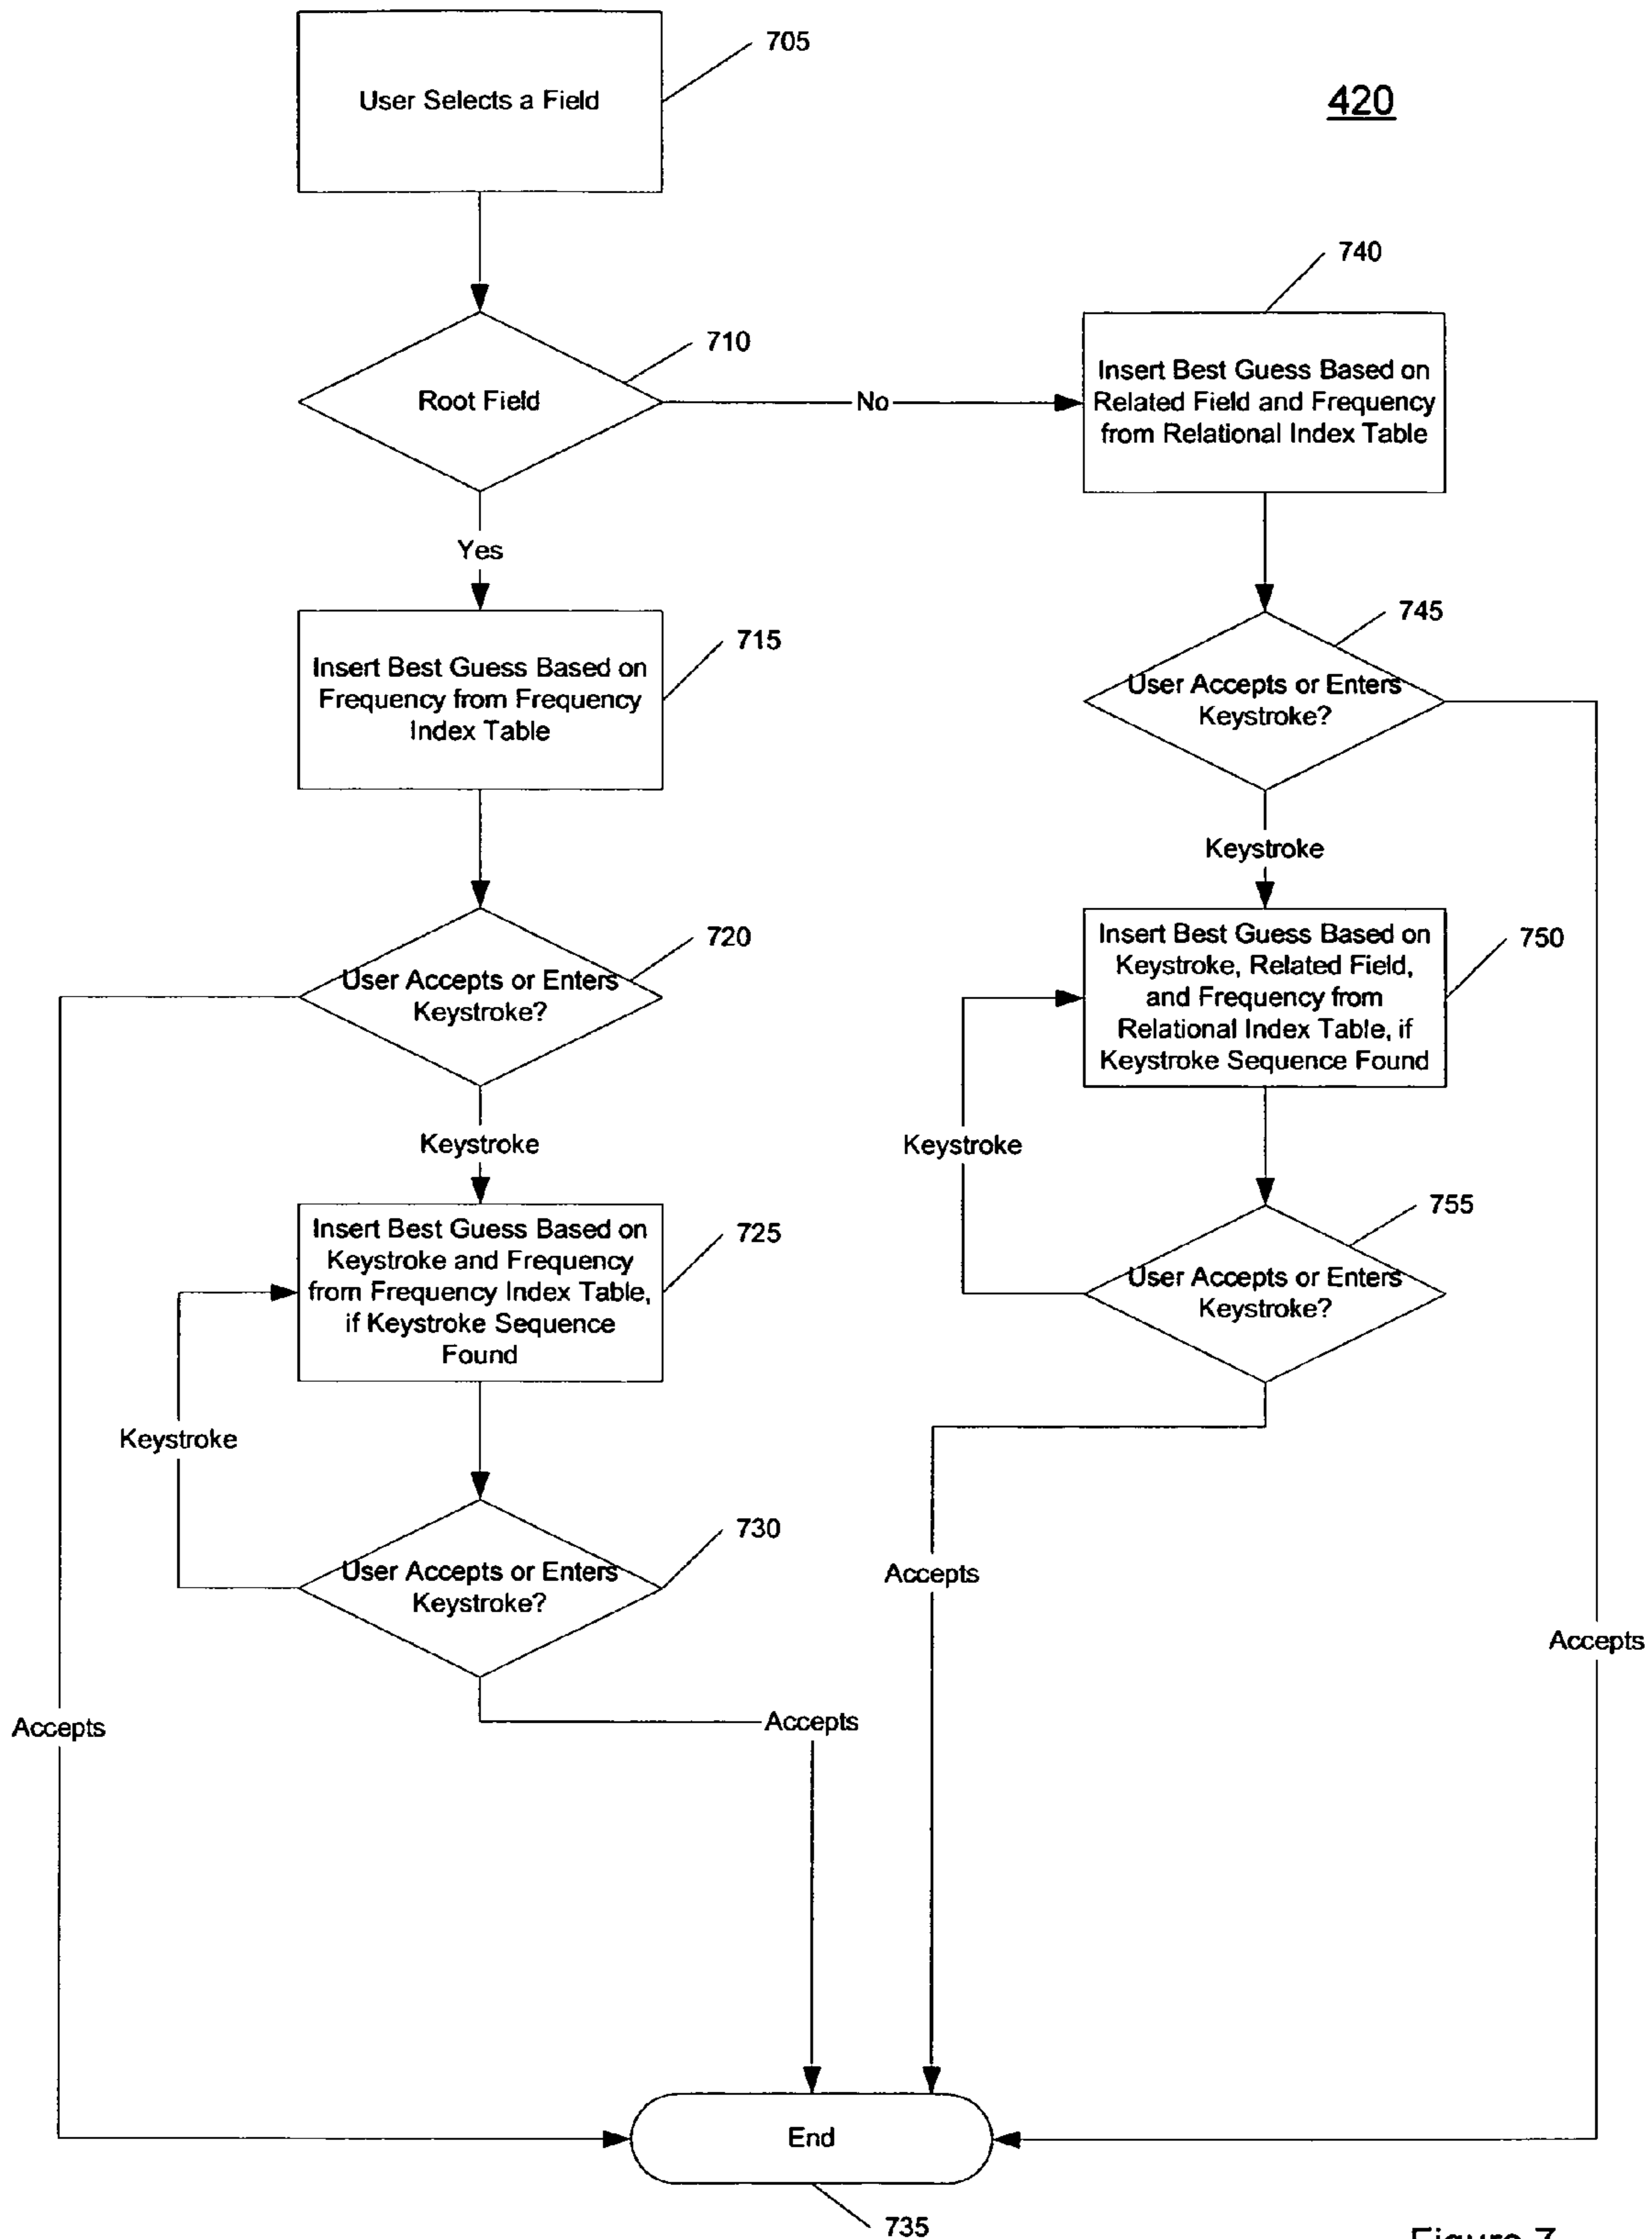 705
User Selects a Field
420
740
710
Root Field
No
Insert Best Guess Based on
Related Field and Frequency
from Relational Index Table
Yes
745
715
Insert Best Guess Based on
Frequency from Frequency
Index Table
User Accepts or Enters
Keystroke?
Keystroke
720
User Accepts or Enters
Keystroke?
Insert Best Guess Based on
Keystroke, Related Field,
and Frequency from
Relational Index Table, if
Keystroke Sequence Found
750
Keystroke
Keystroke
755
725
Insert Best Guess Based on
Keystroke and Frequency
from Frequency Index Table,
if Keystroke Sequence
Found
User Accepts or Enters
Keystroke?
Keystroke
730
User Accepts or Enters
Keystroke?
Accepts
Accepts
Accepts
Accepts
End
735
Figure 7